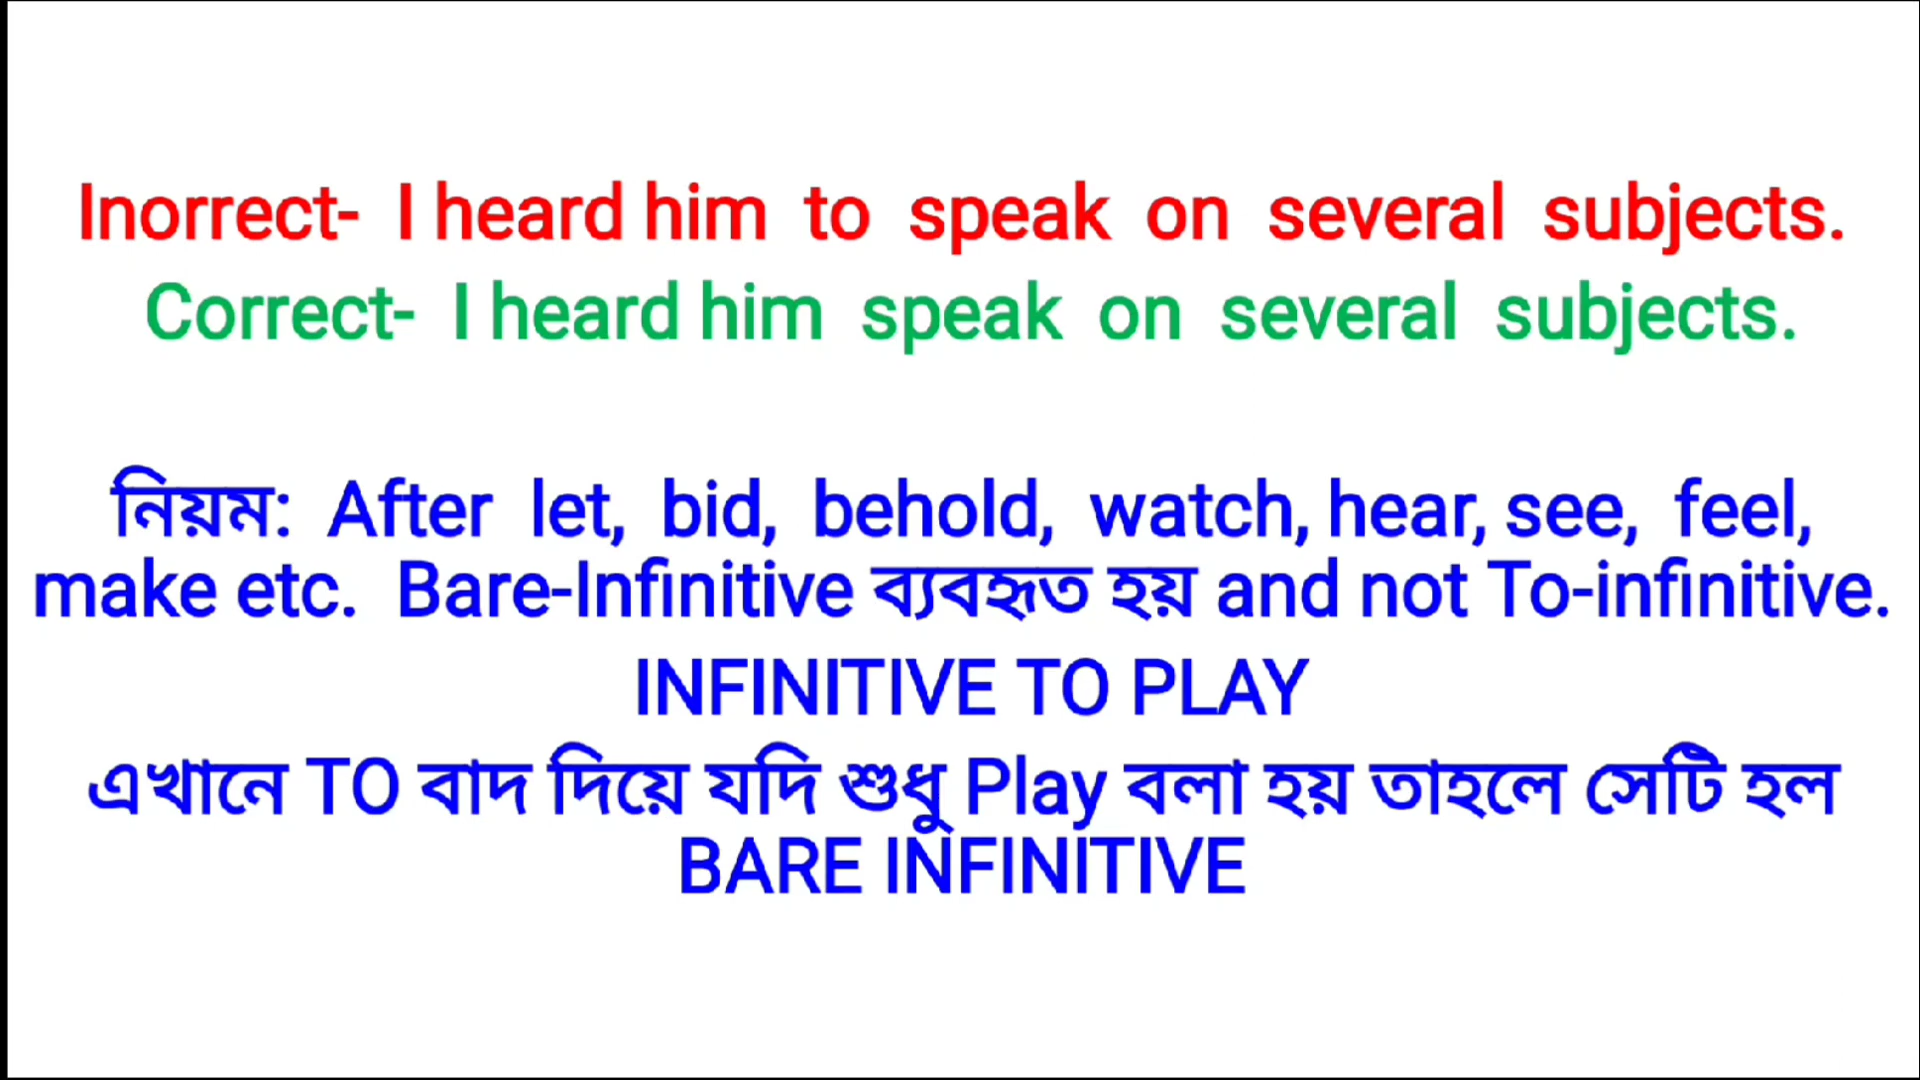 Inorrect- I heard him to speak on several subjects.
Correct- I heard him speak on several subjects.
নিয়ম: After let, bid, behold, watch, hear, see, feel,
make etc. Bare-Infinitive ব্যবহৃত হয় and not To-infinitive.
INFINITIVE TO PLAY
এখানে TO বাদ দিয়ে যদি শুধু Play বলা হয় তাহলে সেটি হল
BARE INFINITIVE